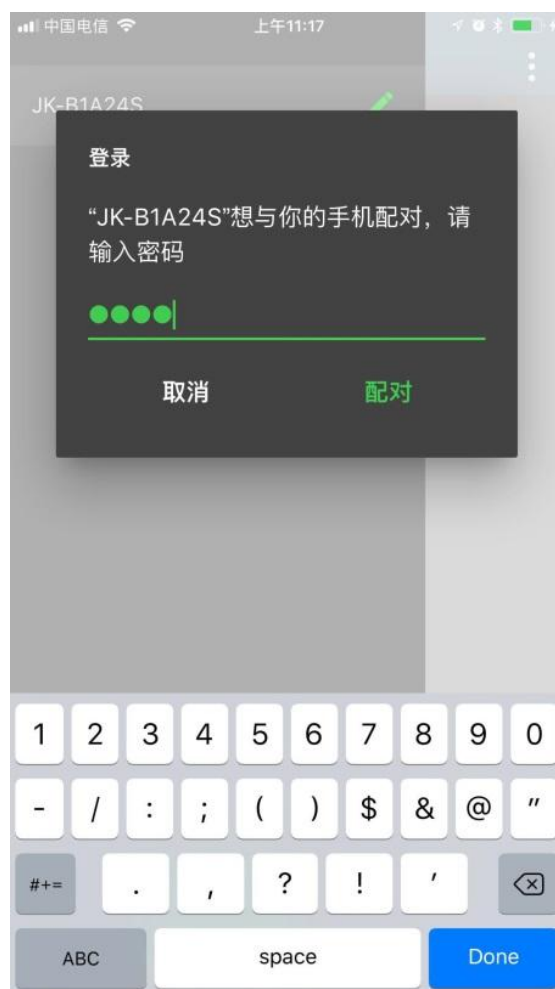 中国电信 上午11:17
JK-B1A24S
登录
“JK-B1A24S”想与你的手机配对，请
输入密码
取消 配对
1 2 3 4 5 6 7 8 9 0
- / : ; ( ) $ & @ "
#+= . , ? ! '
ABC space Done